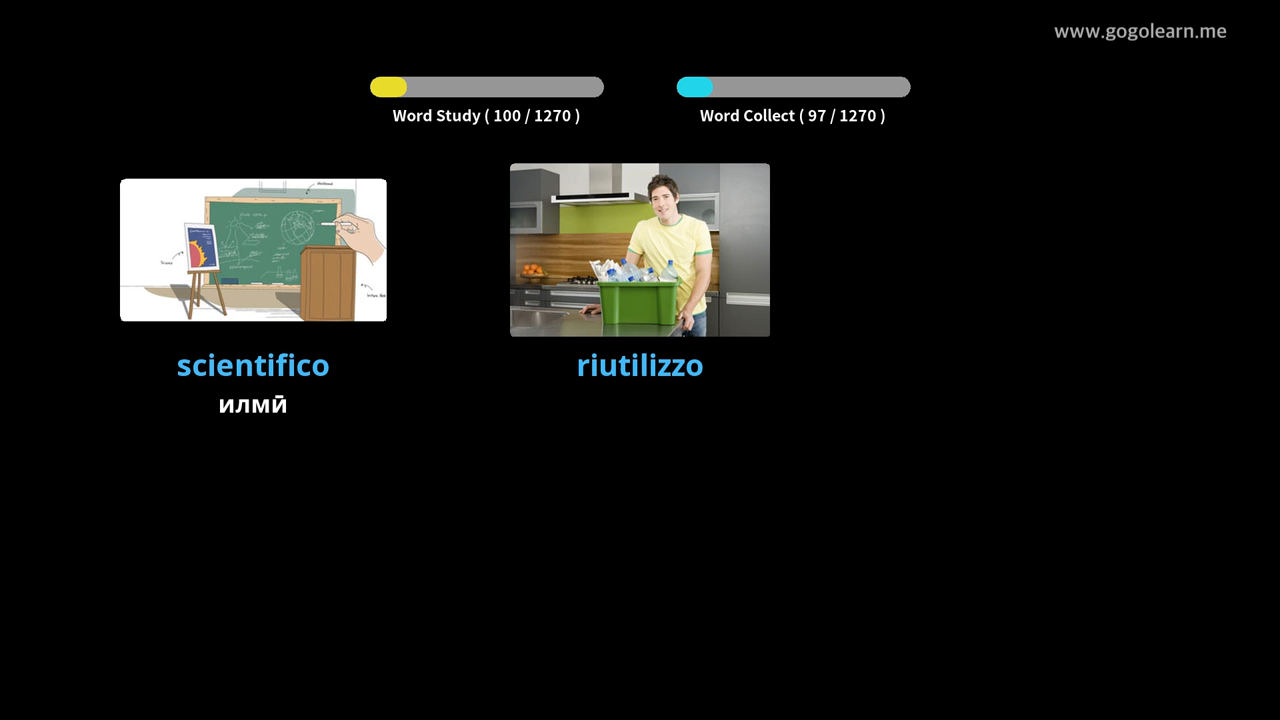 www.gogolearn.me
Word Study ( 100 / 1270 )
Word Collect ( 97 / 1270 )
scientifico
riutilizzo
илмӣ